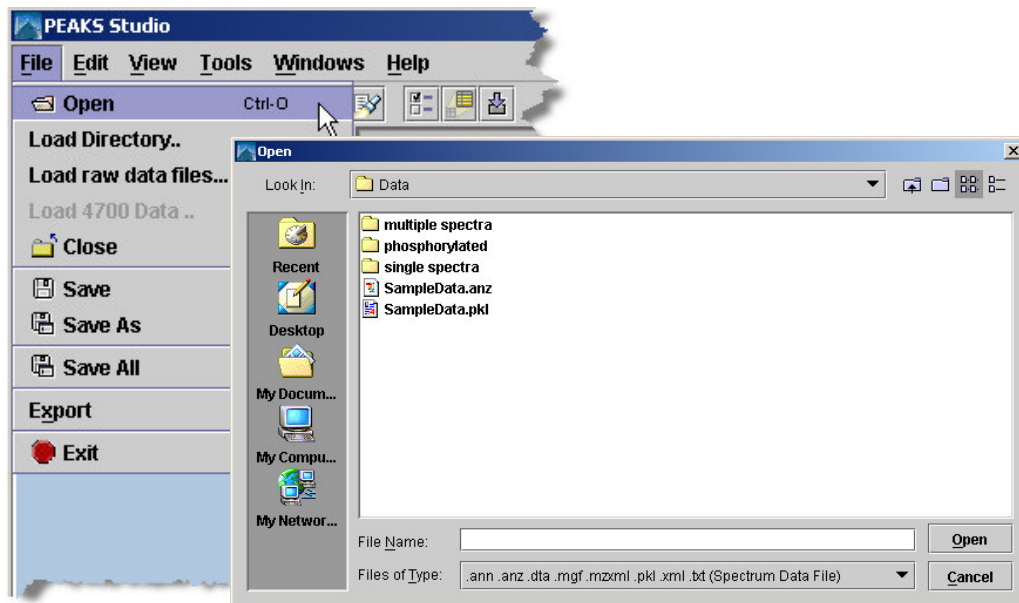 PEAKS Studio
File Edit View Tools Windows Help
Open Ctrl-O
Load Directory..
Load raw data files...
Load 4700 Data ..
Close
Save
Save As
Save All
Export
Exit
Open
Look In: Data
Recent
Desktop
My Docum...
My Compu...
My Networ...
multiple spectra
phosphorylated
single spectra
SampleData.anz
SampleData.pkl
File Name: Open
Files of Type: .ann .anz .dta .mgf .mzxml .pkl .xml .txt (Spectrum Data File) Cancel